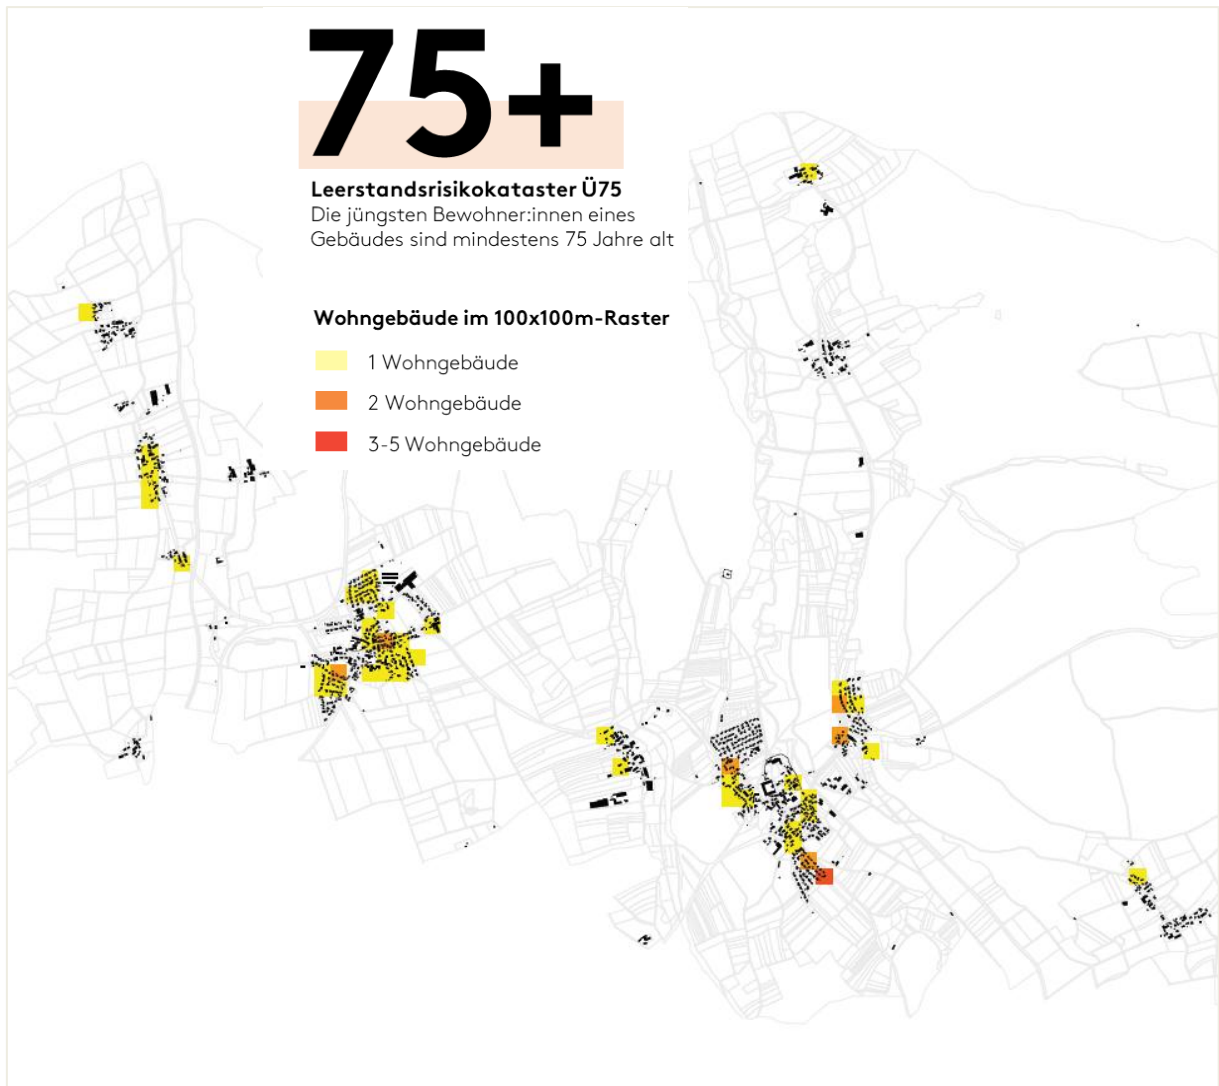 75+
Leerstandsrisikokataster Ü75
Die jüngsten Bewohner:innen eines
Gebäudes sind mindestens 75 Jahre alt
Wohngebäude im 100x100m-Raster
1 Wohngebäude
2 Wohngebäude
3-5 Wohngebäude